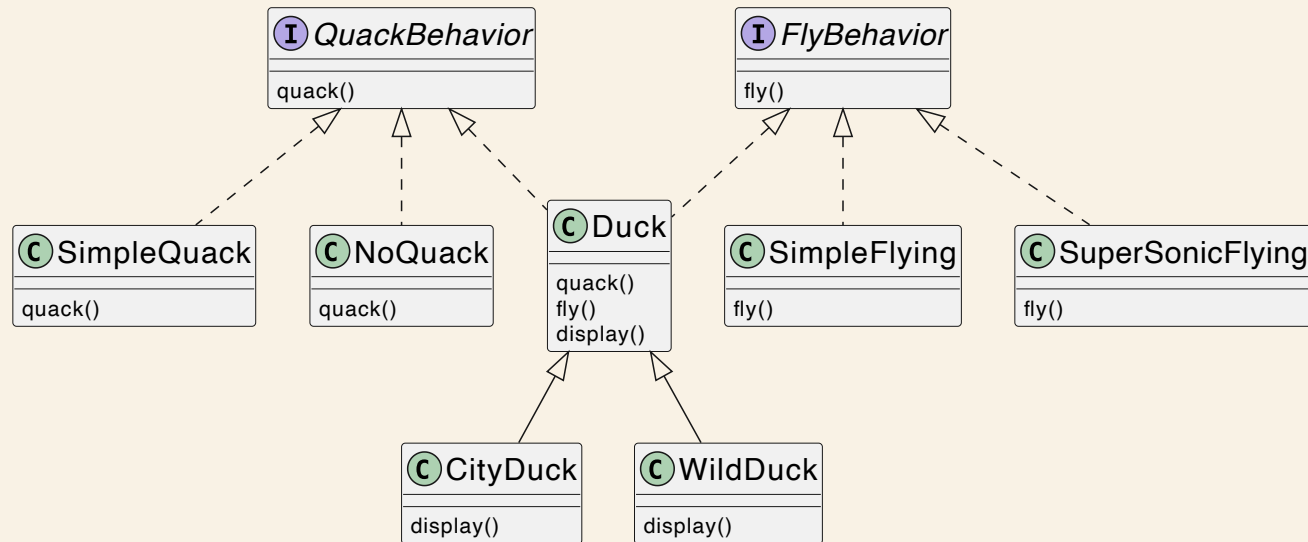 I QuackBehavior
quack()
I FlyBehavior
fly()
C SimpleQuack
quack()
C NoQuack
quack()
C Duck
quack()
fly()
display()
C SimpleFlying
fly()
C SuperSonicFlying
fly()
C CityDuck
display()
C WildDuck
display()